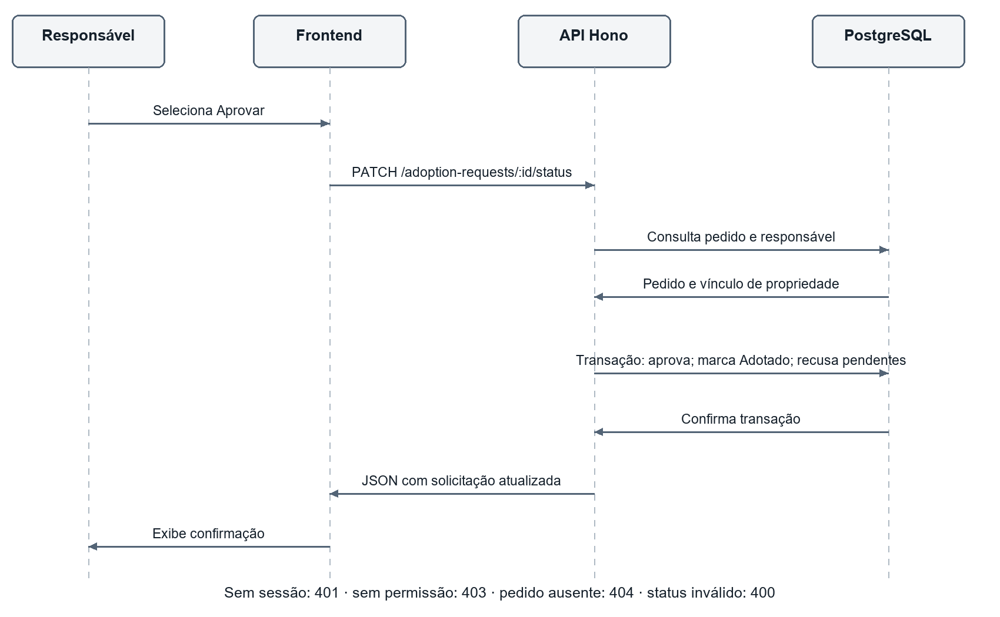 Responsável
Frontend
API Hono
PostgreSQL
Seleciona Aprovar
PATCH /adoption-requests/:id/status
Consulta pedido e responsável
Pedido e vínculo de propriedade
Transação: aprova; marca Adotado; recusa pendentes
Confirma transação
JSON com solicitação atualizada
Exibe confirmação
Sem sessão: 401 · sem permissão: 403 · pedido ausente: 404 · status inválido: 400